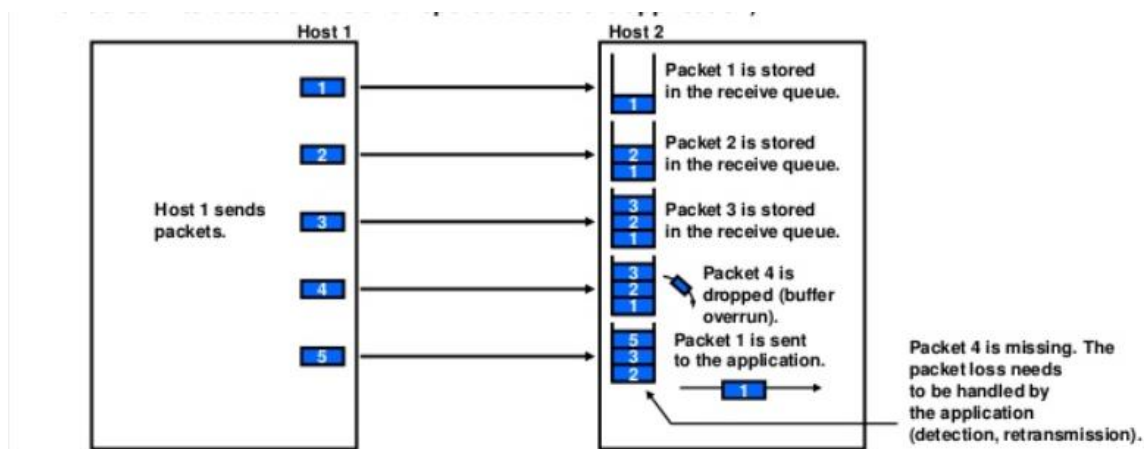 Host 1
Host 2
1
Packet 1 is stored
in the receive queue.
1
2
Packet 2 is stored
in the receive queue.
2
1
Host 1 sends
packets.
3
Packet 3 is stored
in the receive queue.
3
2
1
4
Packet 4 is
dropped (buffer
overrun).
3
2
1
5
Packet 1 is sent
to the application.
5
3
2
1
Packet 4 is missing. The
packet loss needs
to be handled by
the application
(detection, retransmission).